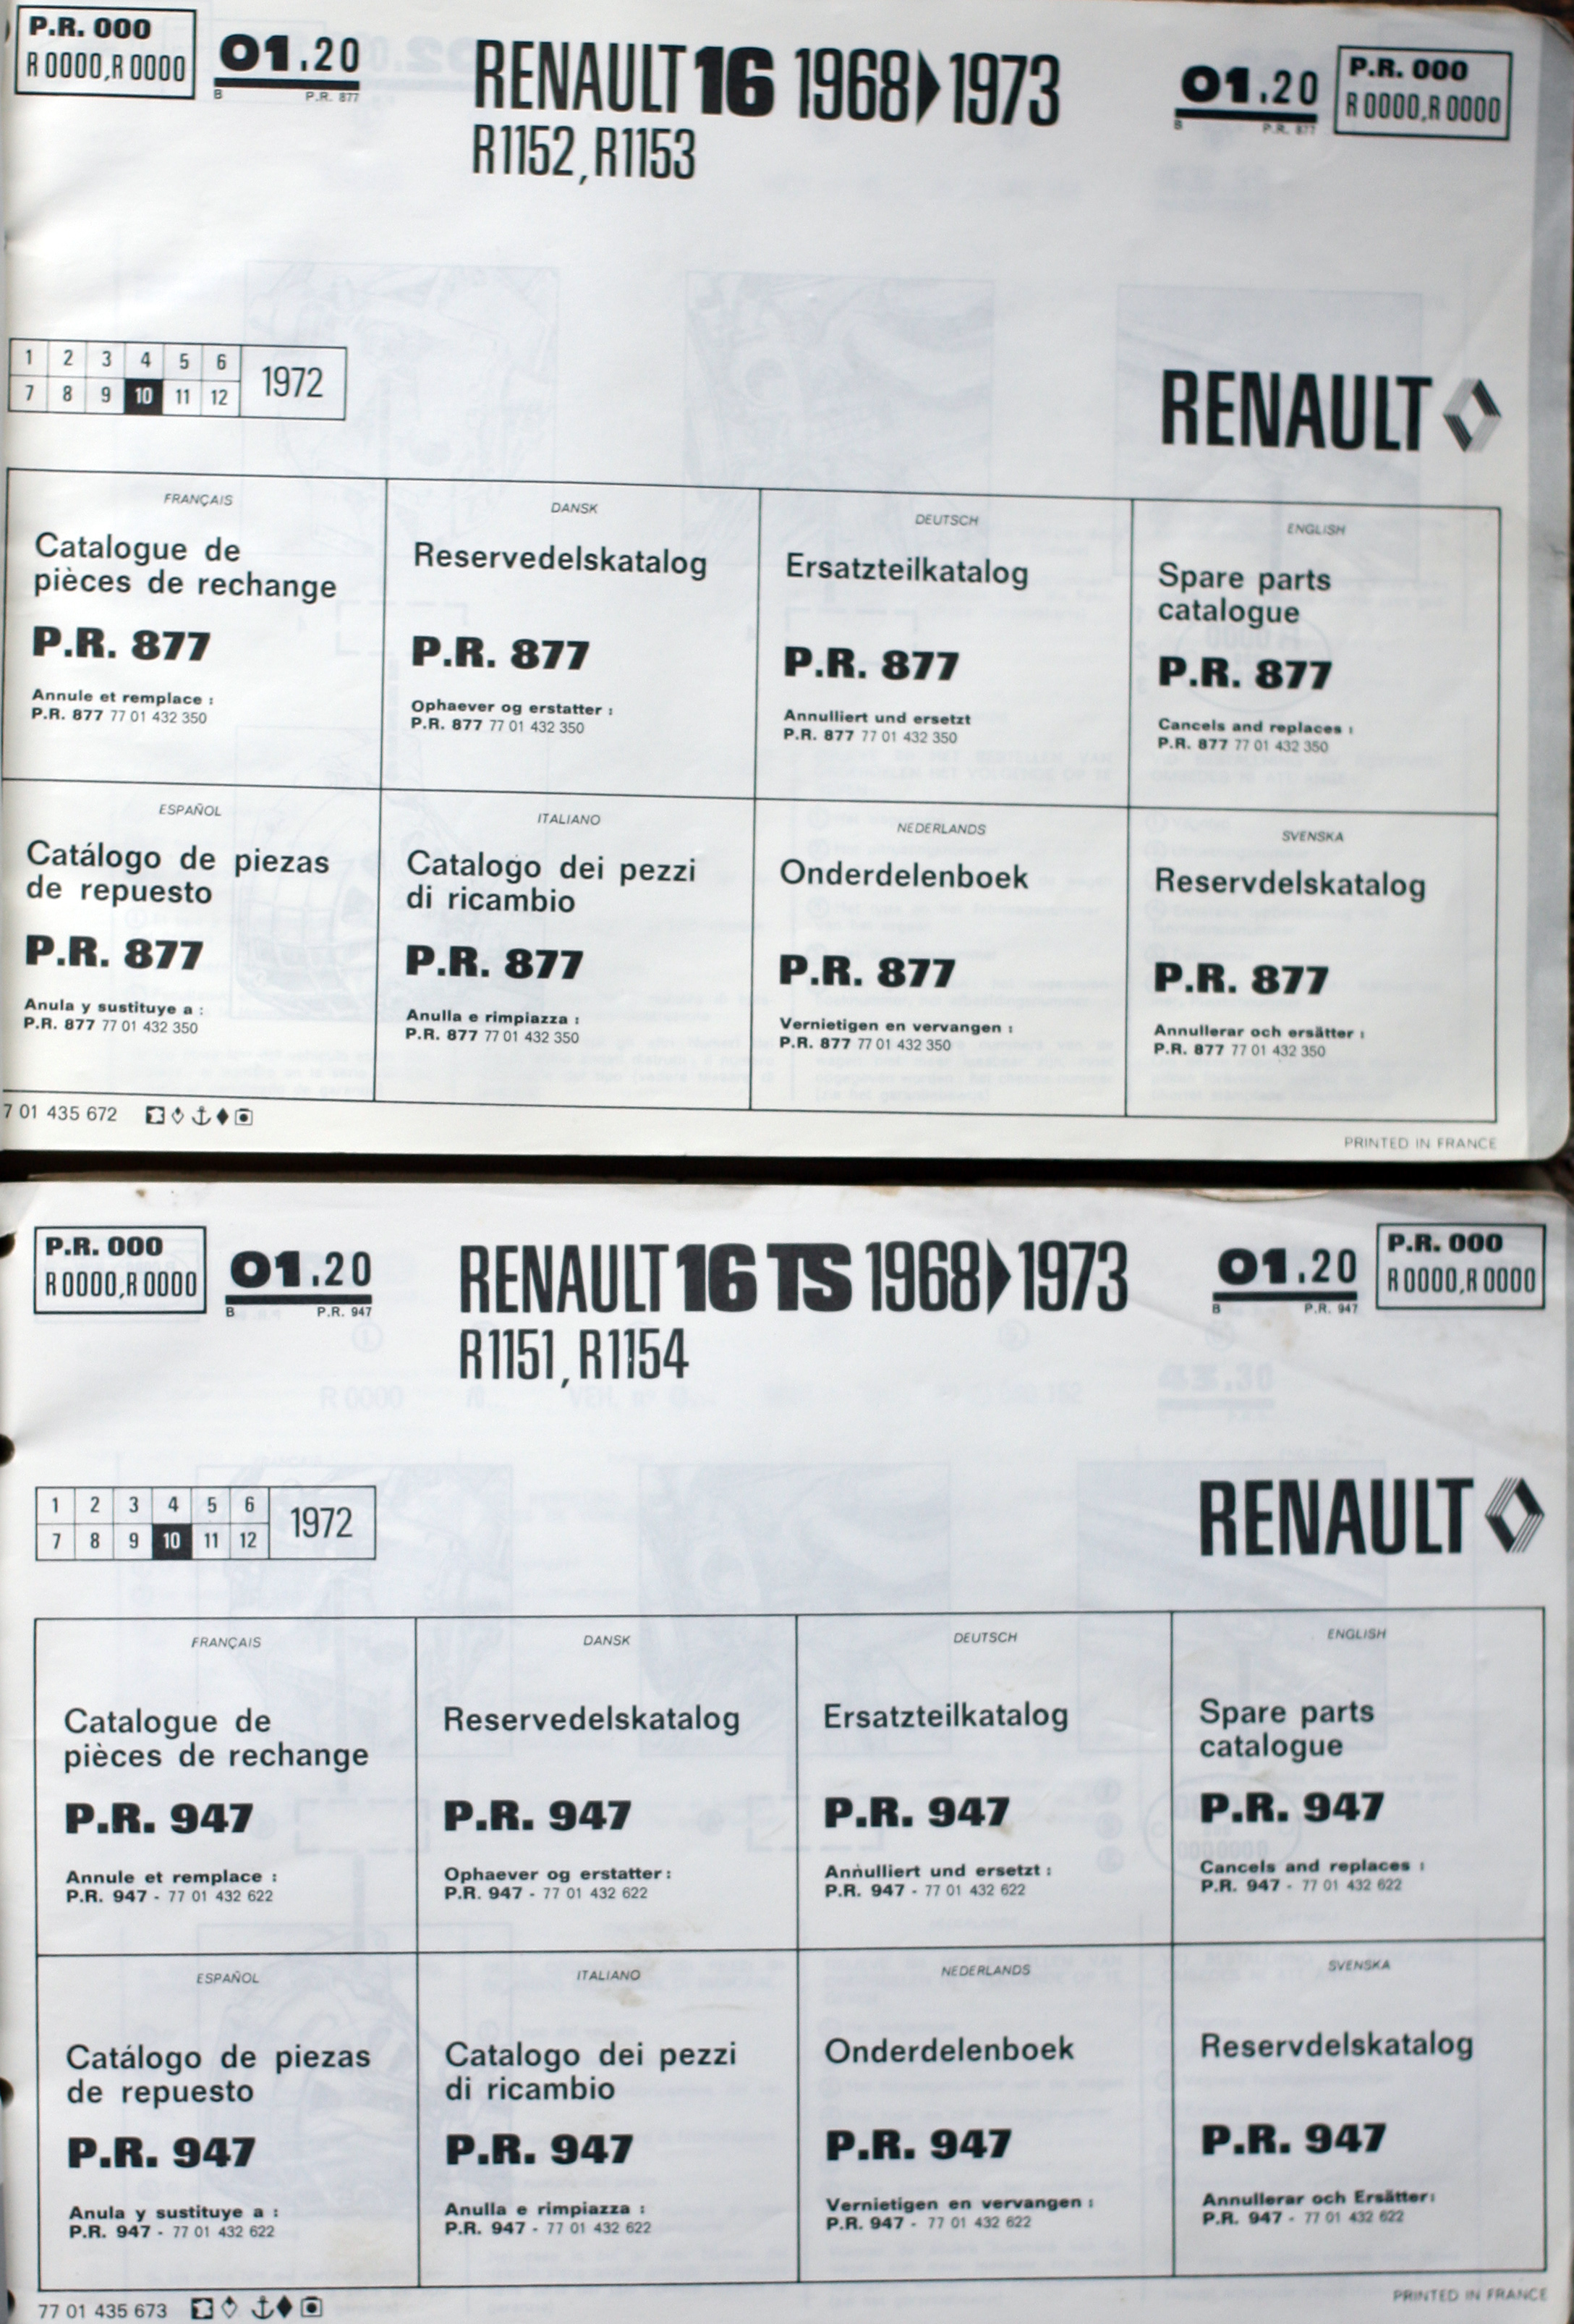 P.R. 000
R 0000,R 0000
01.20
B P.R. 877
RENAULT 16 1968▶1973
R1152, R1153
01.20
B P.R. 877
P.R. 000
R 0000,R 0000
1 2 3 4 5 6
7 8 9 10 11 12
1972
RENAULT
FRANÇAIS
Catalogue de
pièces de rechange
P.R. 877
Annule et remplace :
P.R. 877 77 01 432 350
DANSK
Reservedelskatalog
P.R. 877
Ophaever og erstatter :
P.R. 877 77 01 432 350
DEUTSCH
Ersatzteilkatalog
P.R. 877
Annulliert und ersetzt
P.R. 877 77 01 432 350
ENGLISH
Spare parts
catalogue
P.R. 877
Cancels and replaces :
P.R. 877 77 01 432 350
ESPAÑOL
Catálogo de piezas
de repuesto
P.R. 877
Anula y sustituye a :
P.R. 877 77 01 432 350
ITALIANO
Catalogo dei pezzi
di ricambio
P.R. 877
Anulla e rimpiazza :
P.R. 877 77 01 432 350
NEDERLANDS
Onderdelenboek
P.R. 877
Vernietigen en vervangen :
P.R. 877 77 01 432 350
SVENSKA
Reservdelskatalog
P.R. 877
Annullerar och ersätter :
P.R. 877 77 01 432 350
7 01 435 672
PRINTED IN FRANCE
P.R. 000
R 0000,R 0000
01.20
B P.R. 947
RENAULT 16 TS 1968▶1973
R1151, R1154
01.20
B P.R. 947
P.R. 000
R 0000,R 0000
1 2 3 4 5 6
7 8 9 10 11 12
1972
RENAULT
FRANÇAIS
Catalogue de
pièces de rechange
P.R. 947
Annule et remplace :
P.R. 947 - 77 01 432 622
DANSK
Reservedelskatalog
P.R. 947
Ophaever og erstatter :
P.R. 947 - 77 01 432 622
DEUTSCH
Ersatzteilkatalog
P.R. 947
Annulliert und ersetzt :
P.R. 947 - 77 01 432 622
ENGLISH
Spare parts
catalogue
P.R. 947
Cancels and replaces :
P.R. 947 - 77 01 432 622
ESPAÑOL
Catálogo de piezas
de repuesto
P.R. 947
Anula y sustituye a :
P.R. 947 - 77 01 432 622
ITALIANO
Catalogo dei pezzi
di ricambio
P.R. 947
Anulla e rimpiazza :
P.R. 947 - 77 01 432 622
NEDERLANDS
Onderdelenboek
P.R. 947
Vernietigen en vervangen :
P.R. 947 - 77 01 432 622
SVENSKA
Reservdelskatalog
P.R. 947
Annullerar och Ersätter:
P.R. 947 - 77 01 432 622
77 01 435 673
PRINTED IN FRANCE